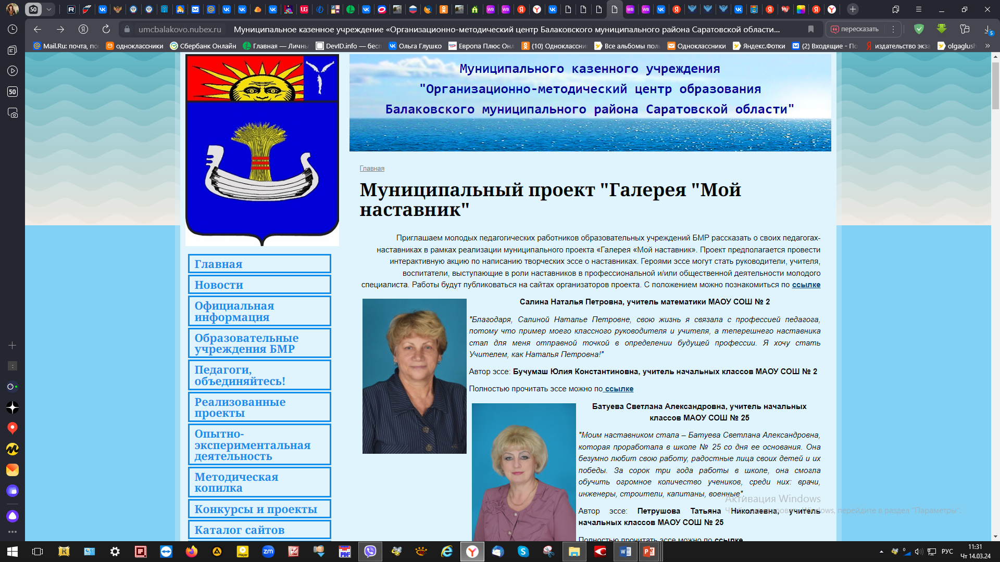 50
umcbalakovo.nubex.ru
Муниципальное казенное учреждение «Организационно-методический центр Балаковского муниципального района Саратовской области...
пересказать
5
Mail.Ru: почта, по
одноклассники
Сбербанк Онлайн
Главная — Личны
DevID.info — бесп
Ольга Глушко
Европа Плюс Онл
(10) Одноклассни
Все альбомы поль
Одноклассники
Яндекс.Фотки
(2) Входящие - По
издательство экза
olgaglush
50
Муниципального казенного учреждения
"Организационно-методический центр образования
Балаковского муниципального района Саратовской области"
Главная
Муниципальный проект "Галерея "Мой
наставник"
Приглашаем молодых педагогических работников образовательных учреждений БМР рассказать о своих педагогах-
наставниках в рамках реализации муниципального проекта «Галерея «Мой наставник». Проект предполагается провести
интерактивную акцию по написанию творческих эссе о наставниках. Героями эссе могут стать руководители, учителя,
воспитатели, выступающие в роли наставников в профессиональной и/или общественной деятельности молодого
специалиста. Работы будут публиковаться на сайтах организаторов проекта. С положением можно познакомиться по ссылке
Салина Наталья Петровна, учитель математики МАОУ СОШ № 2
"Благодаря, Салиной Наталье Петровне, свою жизнь я связала с профессией педагога,
потому что пример моего классного руководителя и учителя, а теперешнего наставника
стал для меня отправной точкой в определении будущей профессии. Я хочу стать
Учителем, как Наталья Петровна!"
Автор эссе: Бучумаш Юлия Константиновна, учитель начальных классов МАОУ СОШ № 2
Полностью прочитать эссе можно по ссылке
Батуева Светлана Александровна, учитель начальных
классов МАОУ СОШ № 25
"Моим наставником стала – Батуева Светлана Александровна,
которая проработала в школе № 25 со дня ее основания. Она
безумно любит свою работу, радостные лица своих детей и их
победы. За сорок три года работы в школе, она смогла
обучить огромное количество учеников, среди них: врачи,
инженеры, строители, капитаны, военные".
Автор эссе: Петрушова Татьяна Николаевна, учитель
начальных классов МАОУ СОШ № 25
Полностью прочитать эссе можно по ссылке
Главная
Новости
Официальная
информация
Образовательные
учреждения БМР
Педагоги,
объединяйтесь!
Реализованные
проекты
Опытно-
экспериментальная
деятельность
Методическая
копилка
Конкурсы и проекты
Каталог сайтов
Активация Windows
Чтобы активировать Windows, перейдите в раздел "Параметры".
РУС
11:31
Чт 14.03.24